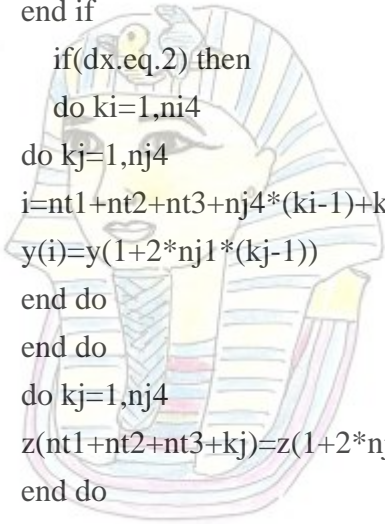 end if
if(dx.eq.2) then
do ki=1,ni4
do kj=1,nj4
i=nt1+nt2+nt3+nj4*(ki-1)+k
y(i)=y(1+2*nj1*(kj-1))
end do
end do
do kj=1,nj4
z(nt1+nt2+nt3+kj)=z(1+2*nj
end do